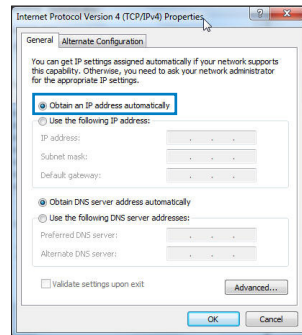 Internet Protocol Version 4 (TCP/IPv4) Properties
General
Alternate Configuration
You can get IP settings assigned automatically if your network supports
this capability. Otherwise, you need to ask your network administrator
for the appropriate IP settings.
Obtain an IP address automatically
Use the following IP address:
IP address:
Subnet mask:
Default gateway:
Obtain DNS server address automatically
Use the following DNS server addresses:
Preferred DNS server:
Alternate DNS server:
Validate settings upon exit
Advanced...
OK
Cancel